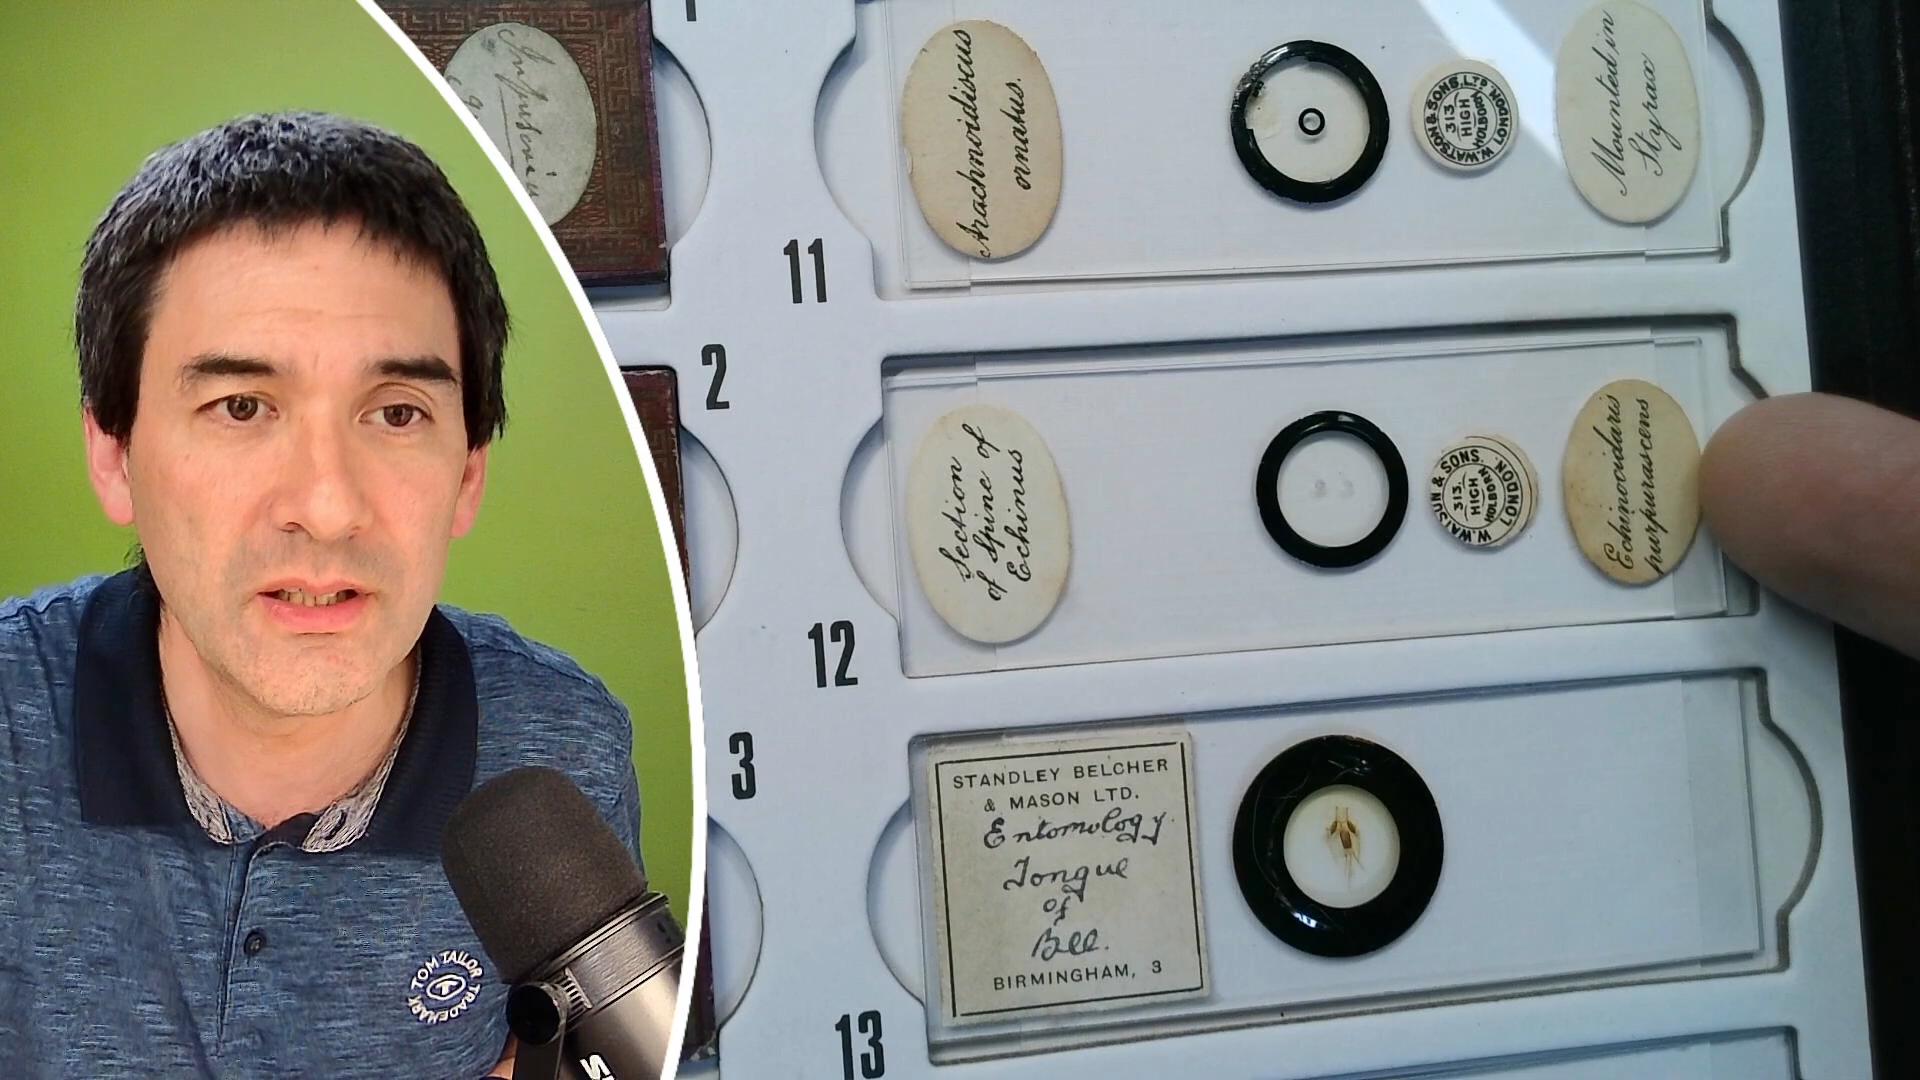 Infusoria
Arachnoidiscus
ornatus.
W. WATSON & SONS, LTD.
313
HIGH
HOLBORN
LONDON
Mounted in
Styrax
11
2
Section
of Spine of
Echinus
W. WATSON & SONS.
313.
HIGH
HOLBORN
LONDON
Echinocidaris
purpurascens
12
3
STANDLEY BELCHER
& MASON LTD.
Entomology.
Tongue
of
Bee.
BIRMINGHAM, 3
13
TOM TAILOR
TRADEMARK